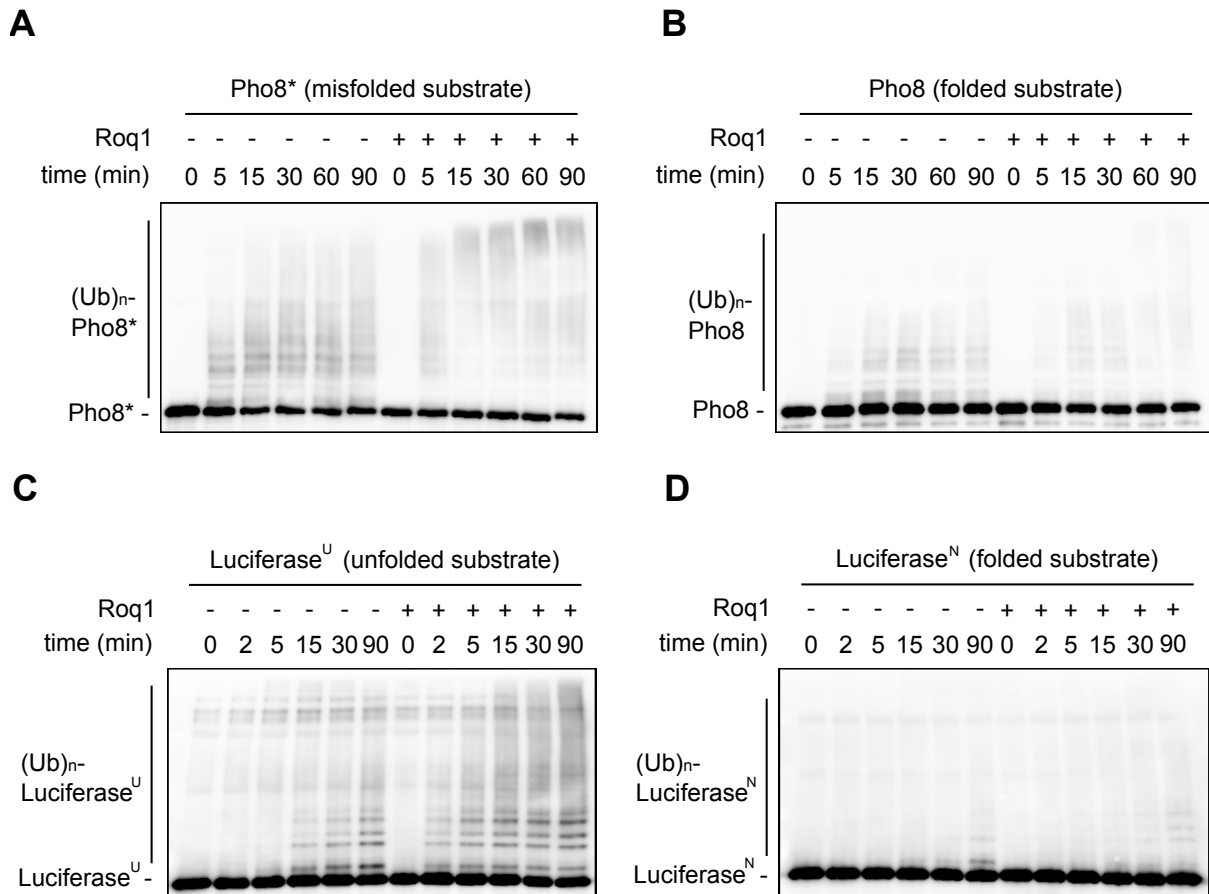 A
Pho8* (misfolded substrate)
Roq1 - - - - - - + + + + + +
time (min) 0 5 15 30 60 90 0 5 15 30 60 90
(Ub)n-
Pho8*
Pho8* -
B
Pho8 (folded substrate)
Roq1 - - - - - - + + + + + +
time (min) 0 5 15 30 60 90 0 5 15 30 60 90
(Ub)n-
Pho8
Pho8 -
C
Luciferase^U (unfolded substrate)
Roq1 - - - - - - + + + + + +
time (min) 0 2 5 15 30 90 0 2 5 15 30 90
(Ub)n-
Luciferase^U
Luciferase^U -
D
Luciferase^N (folded substrate)
Roq1 - - - - - - + + + + + +
time (min) 0 2 5 15 30 90 0 2 5 15 30 90
(Ub)n-
Luciferase^N
Luciferase^N -